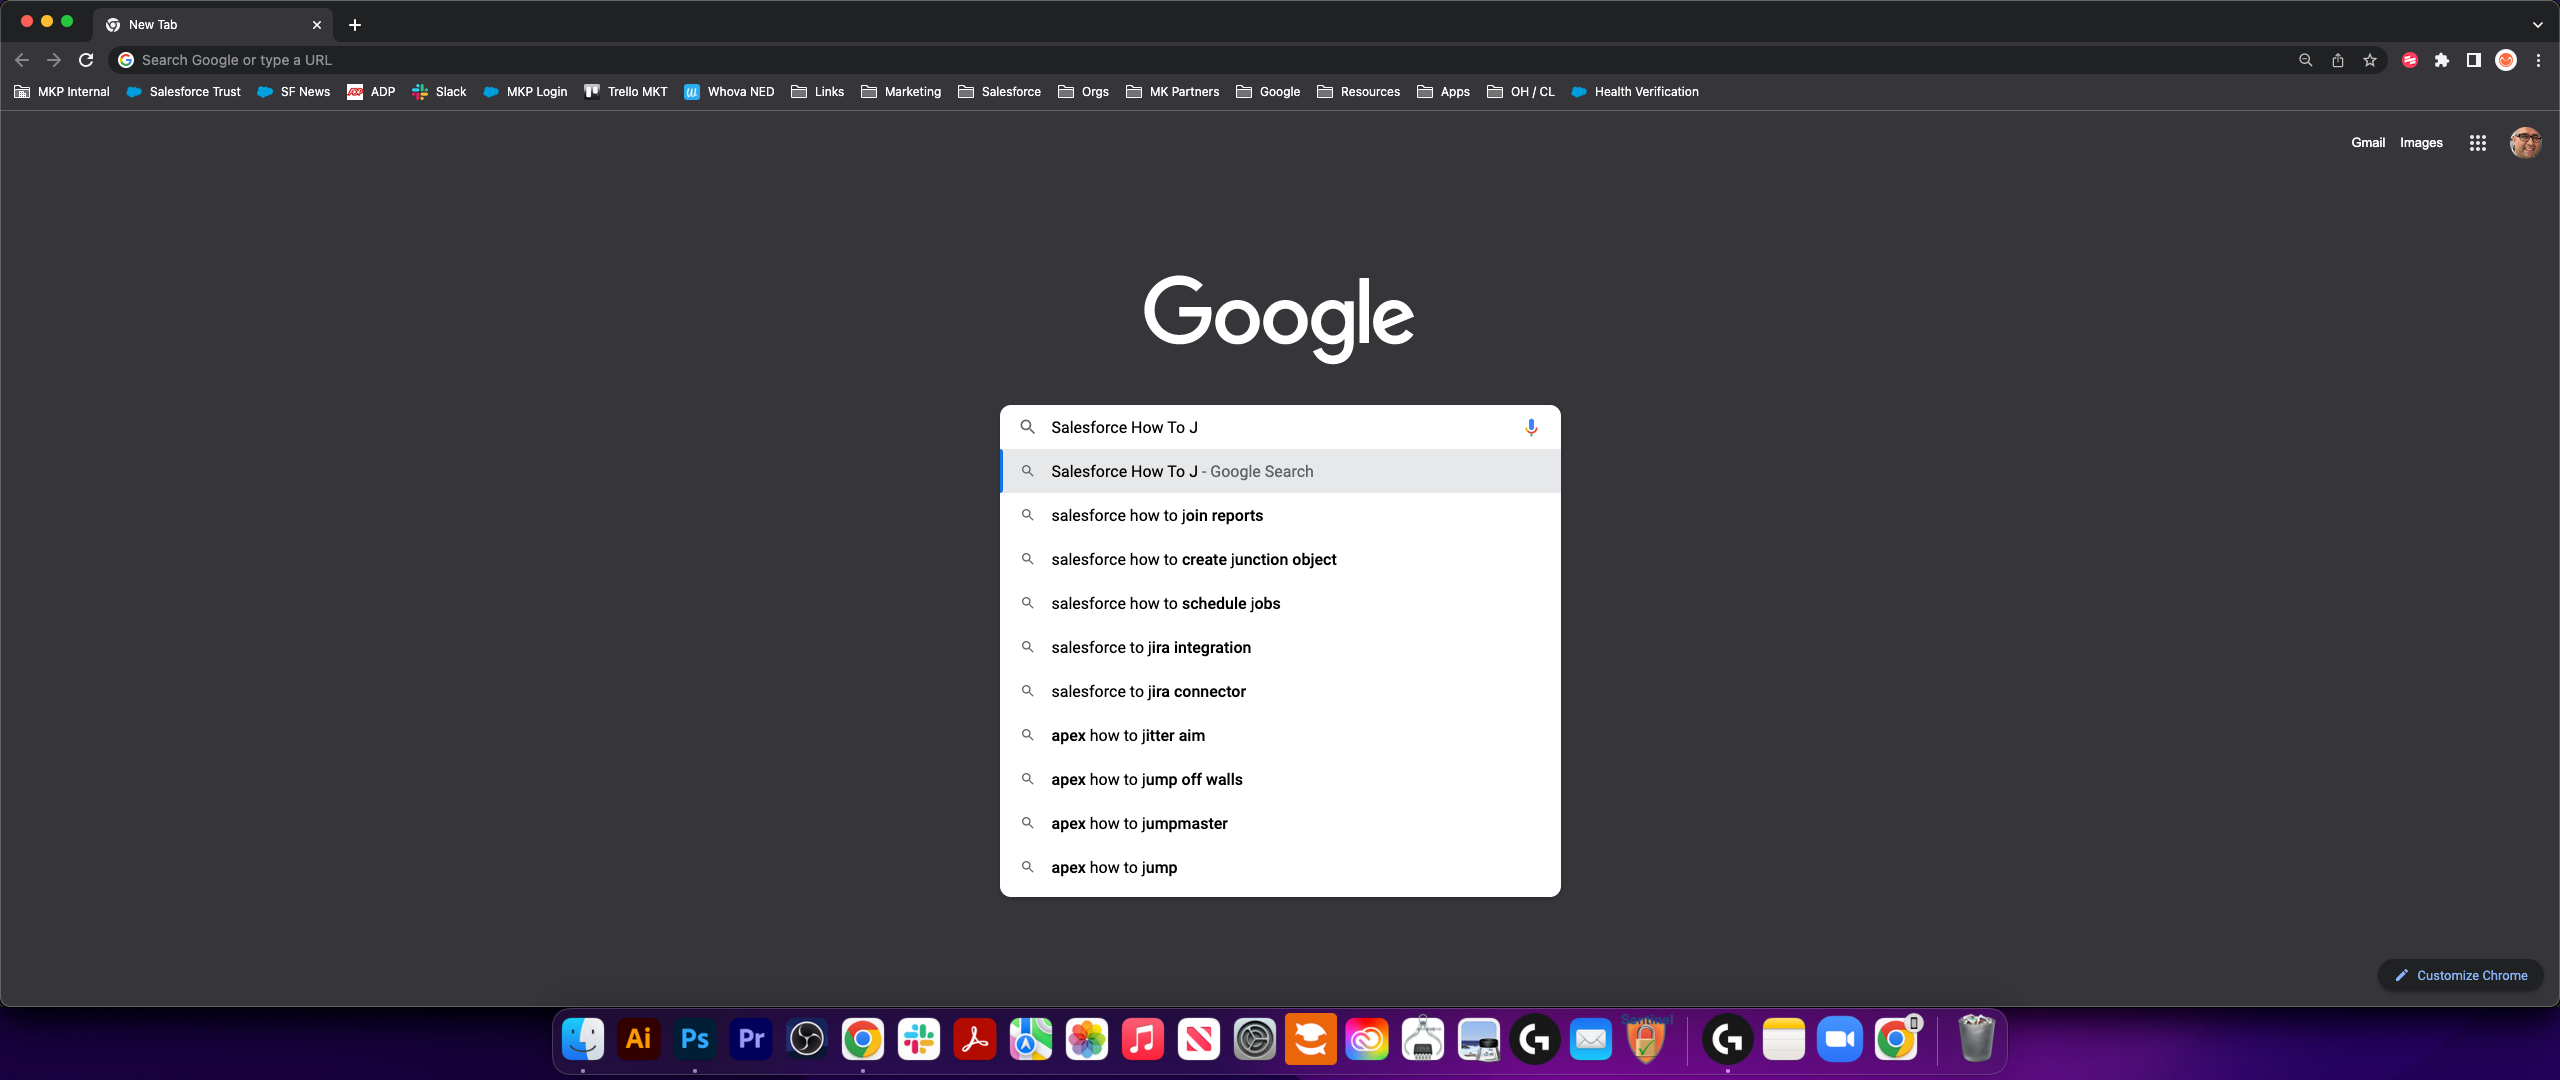 New Tab
Search Google or type a URL
MKP Internal Salesforce Trust SF News ADP Slack MKP Login Trello MKT Whova NED Links Marketing Salesforce Orgs MK Partners Google Resources Apps OH / CL Health Verification
Gmail Images
Google
Salesforce How To J
Salesforce How To J - Google Search
salesforce how to join reports
salesforce how to create junction object
salesforce how to schedule jobs
salesforce to jira integration
salesforce to jira connector
apex how to jitter aim
apex how to jump off walls
apex how to jumpmaster
apex how to jump
Customize Chrome
Sentinel
Ai Ps Pr